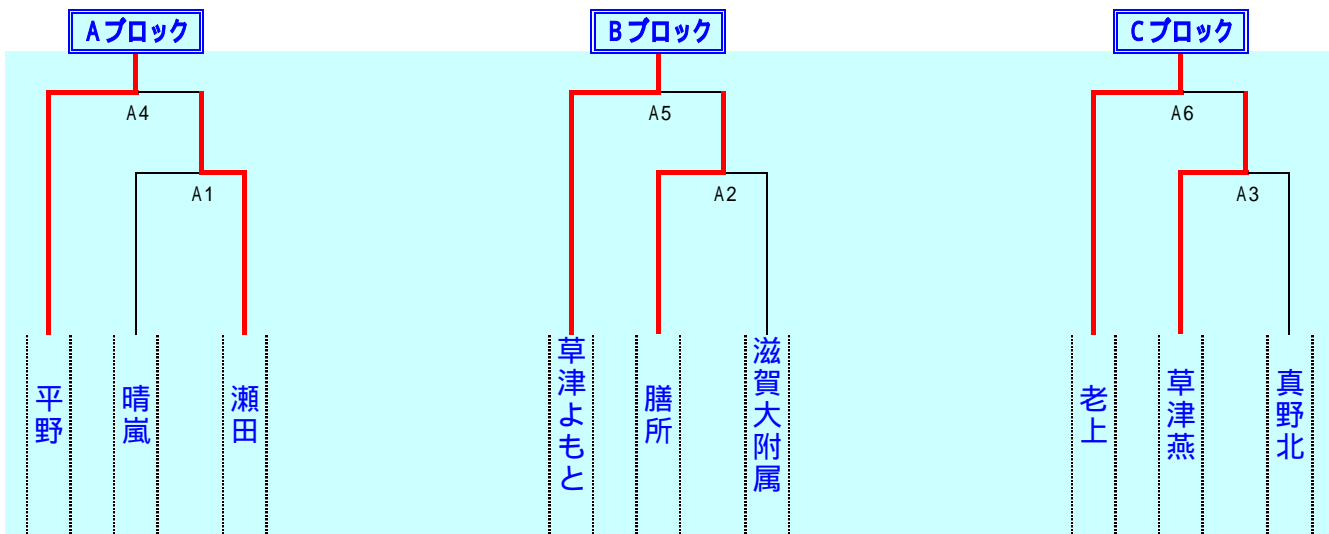 Aブロック
Bブロック
Cブロック
A4
A5
A6
A1
A2
A3
平野
晴嵐
瀬田
草津よもと
膳所
滋賀大附属
老上
草津燕
真野北